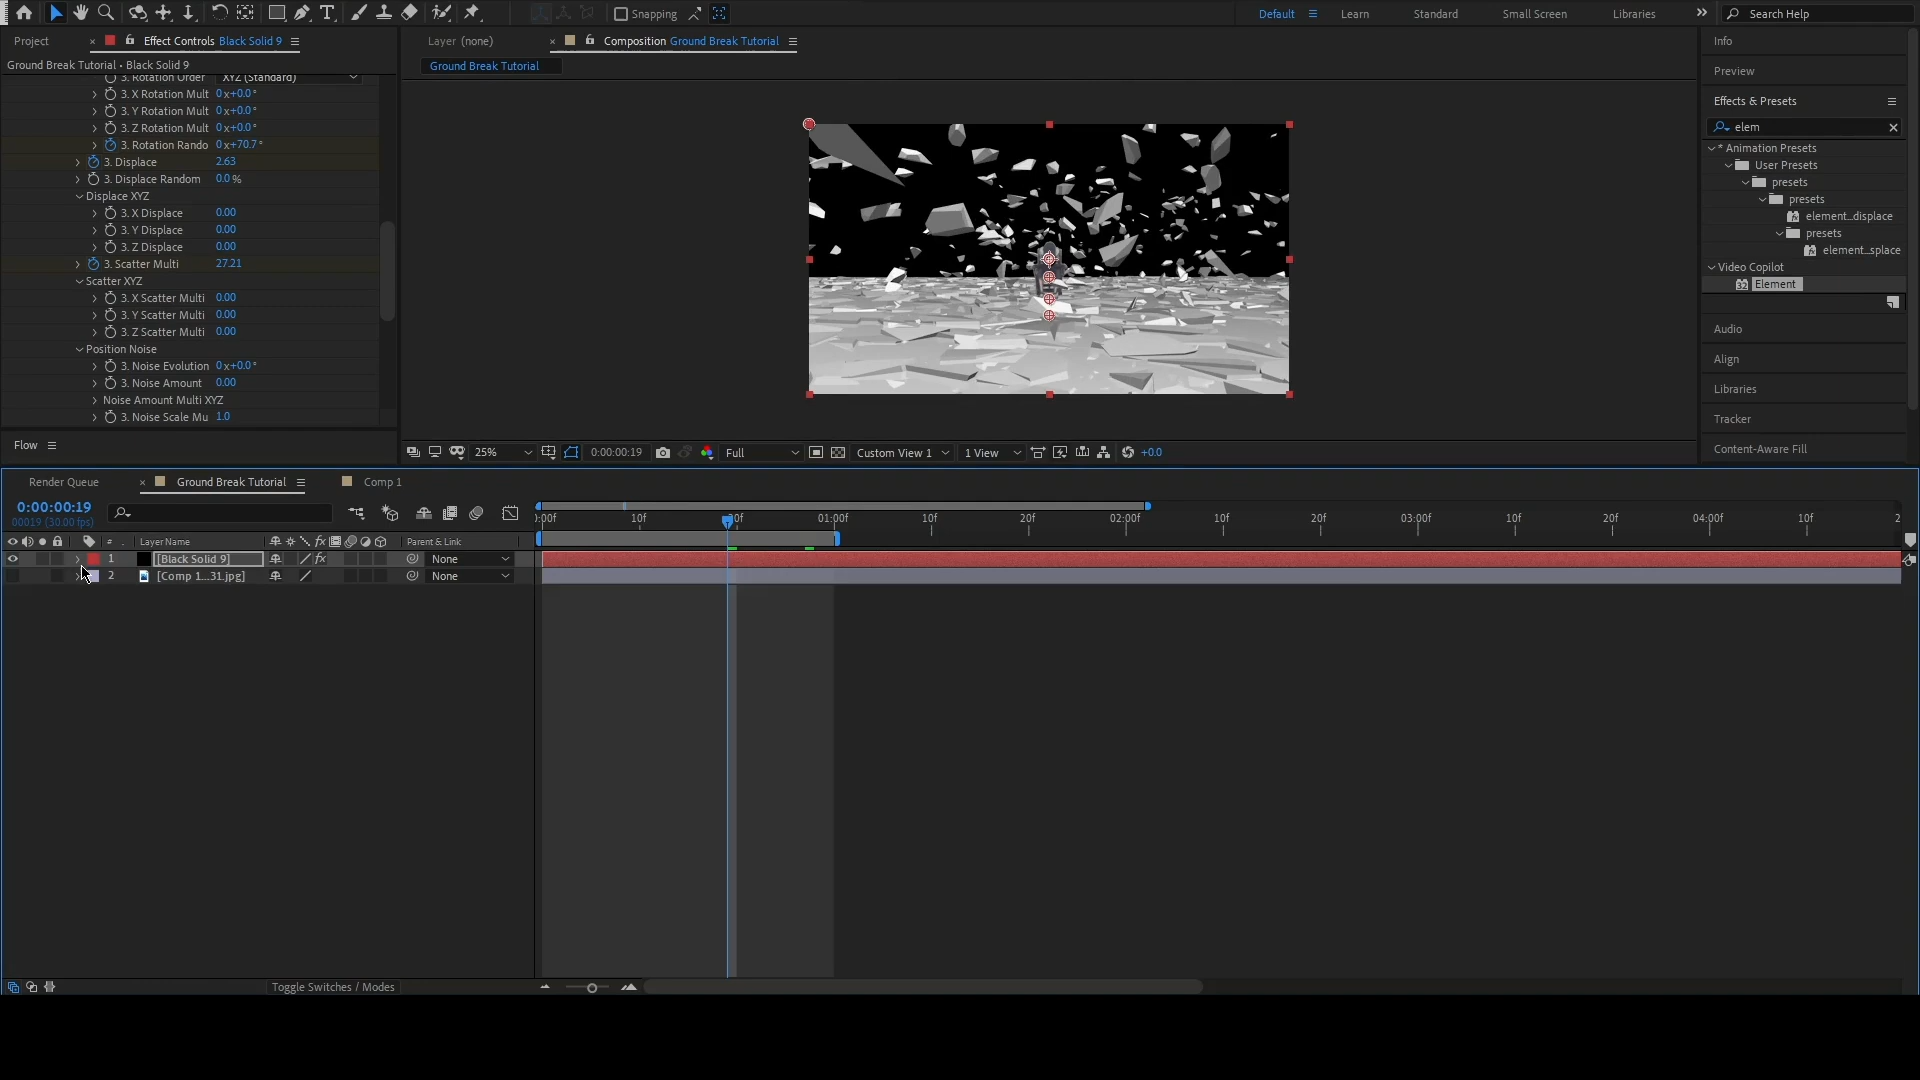 Snapping
Default
Learn
Standard
Small Screen
Libraries
Search Help
Project
Effect Controls Black Solid 9
Ground Break Tutorial • Black Solid 9
3. Rotation Order XYZ (Standard)
3. X Rotation Mult 0x+0.0°
3. Y Rotation Mult 0x+0.0°
3. Z Rotation Mult 0x+0.0°
3. Rotation Rando 0x+70.7°
3. Displace 2.63
3. Displace Random 0.0 %
Displace XYZ
3. X Displace 0.00
3. Y Displace 0.00
3. Z Displace 0.00
3. Scatter Multi 27.21
Scatter XYZ
3. X Scatter Multi 0.00
3. Y Scatter Multi 0.00
3. Z Scatter Multi 0.00
Position Noise
3. Noise Evolution 0x+0.0°
3. Noise Amount 0.00
Noise Amount Multi XYZ
3. Noise Scale Mu 1.0
Flow
Layer (none)
Composition Ground Break Tutorial
Ground Break Tutorial
25%
0:00:00:19
Full
Custom View 1
1 View
+0.0
Info
Preview
Effects & Presets
elem
* Animation Presets
User Presets
presets
presets
element...displace
presets
element...splace
Video Copilot
32 Element
Audio
Align
Libraries
Tracker
Content-Aware Fill
Render Queue
Ground Break Tutorial
Comp 1
0:00:00:19
00019 (30.00 fps)
:00f 10f 20f 01:00f 10f 20f 02:00f 10f 20f 03:00f 10f 20f 04:00f 10f 2
# . Layer Name fx Parent & Link
1 [Black Solid 9] fx None
2 [Comp 1...31.jpg] None
Toggle Switches / Modes